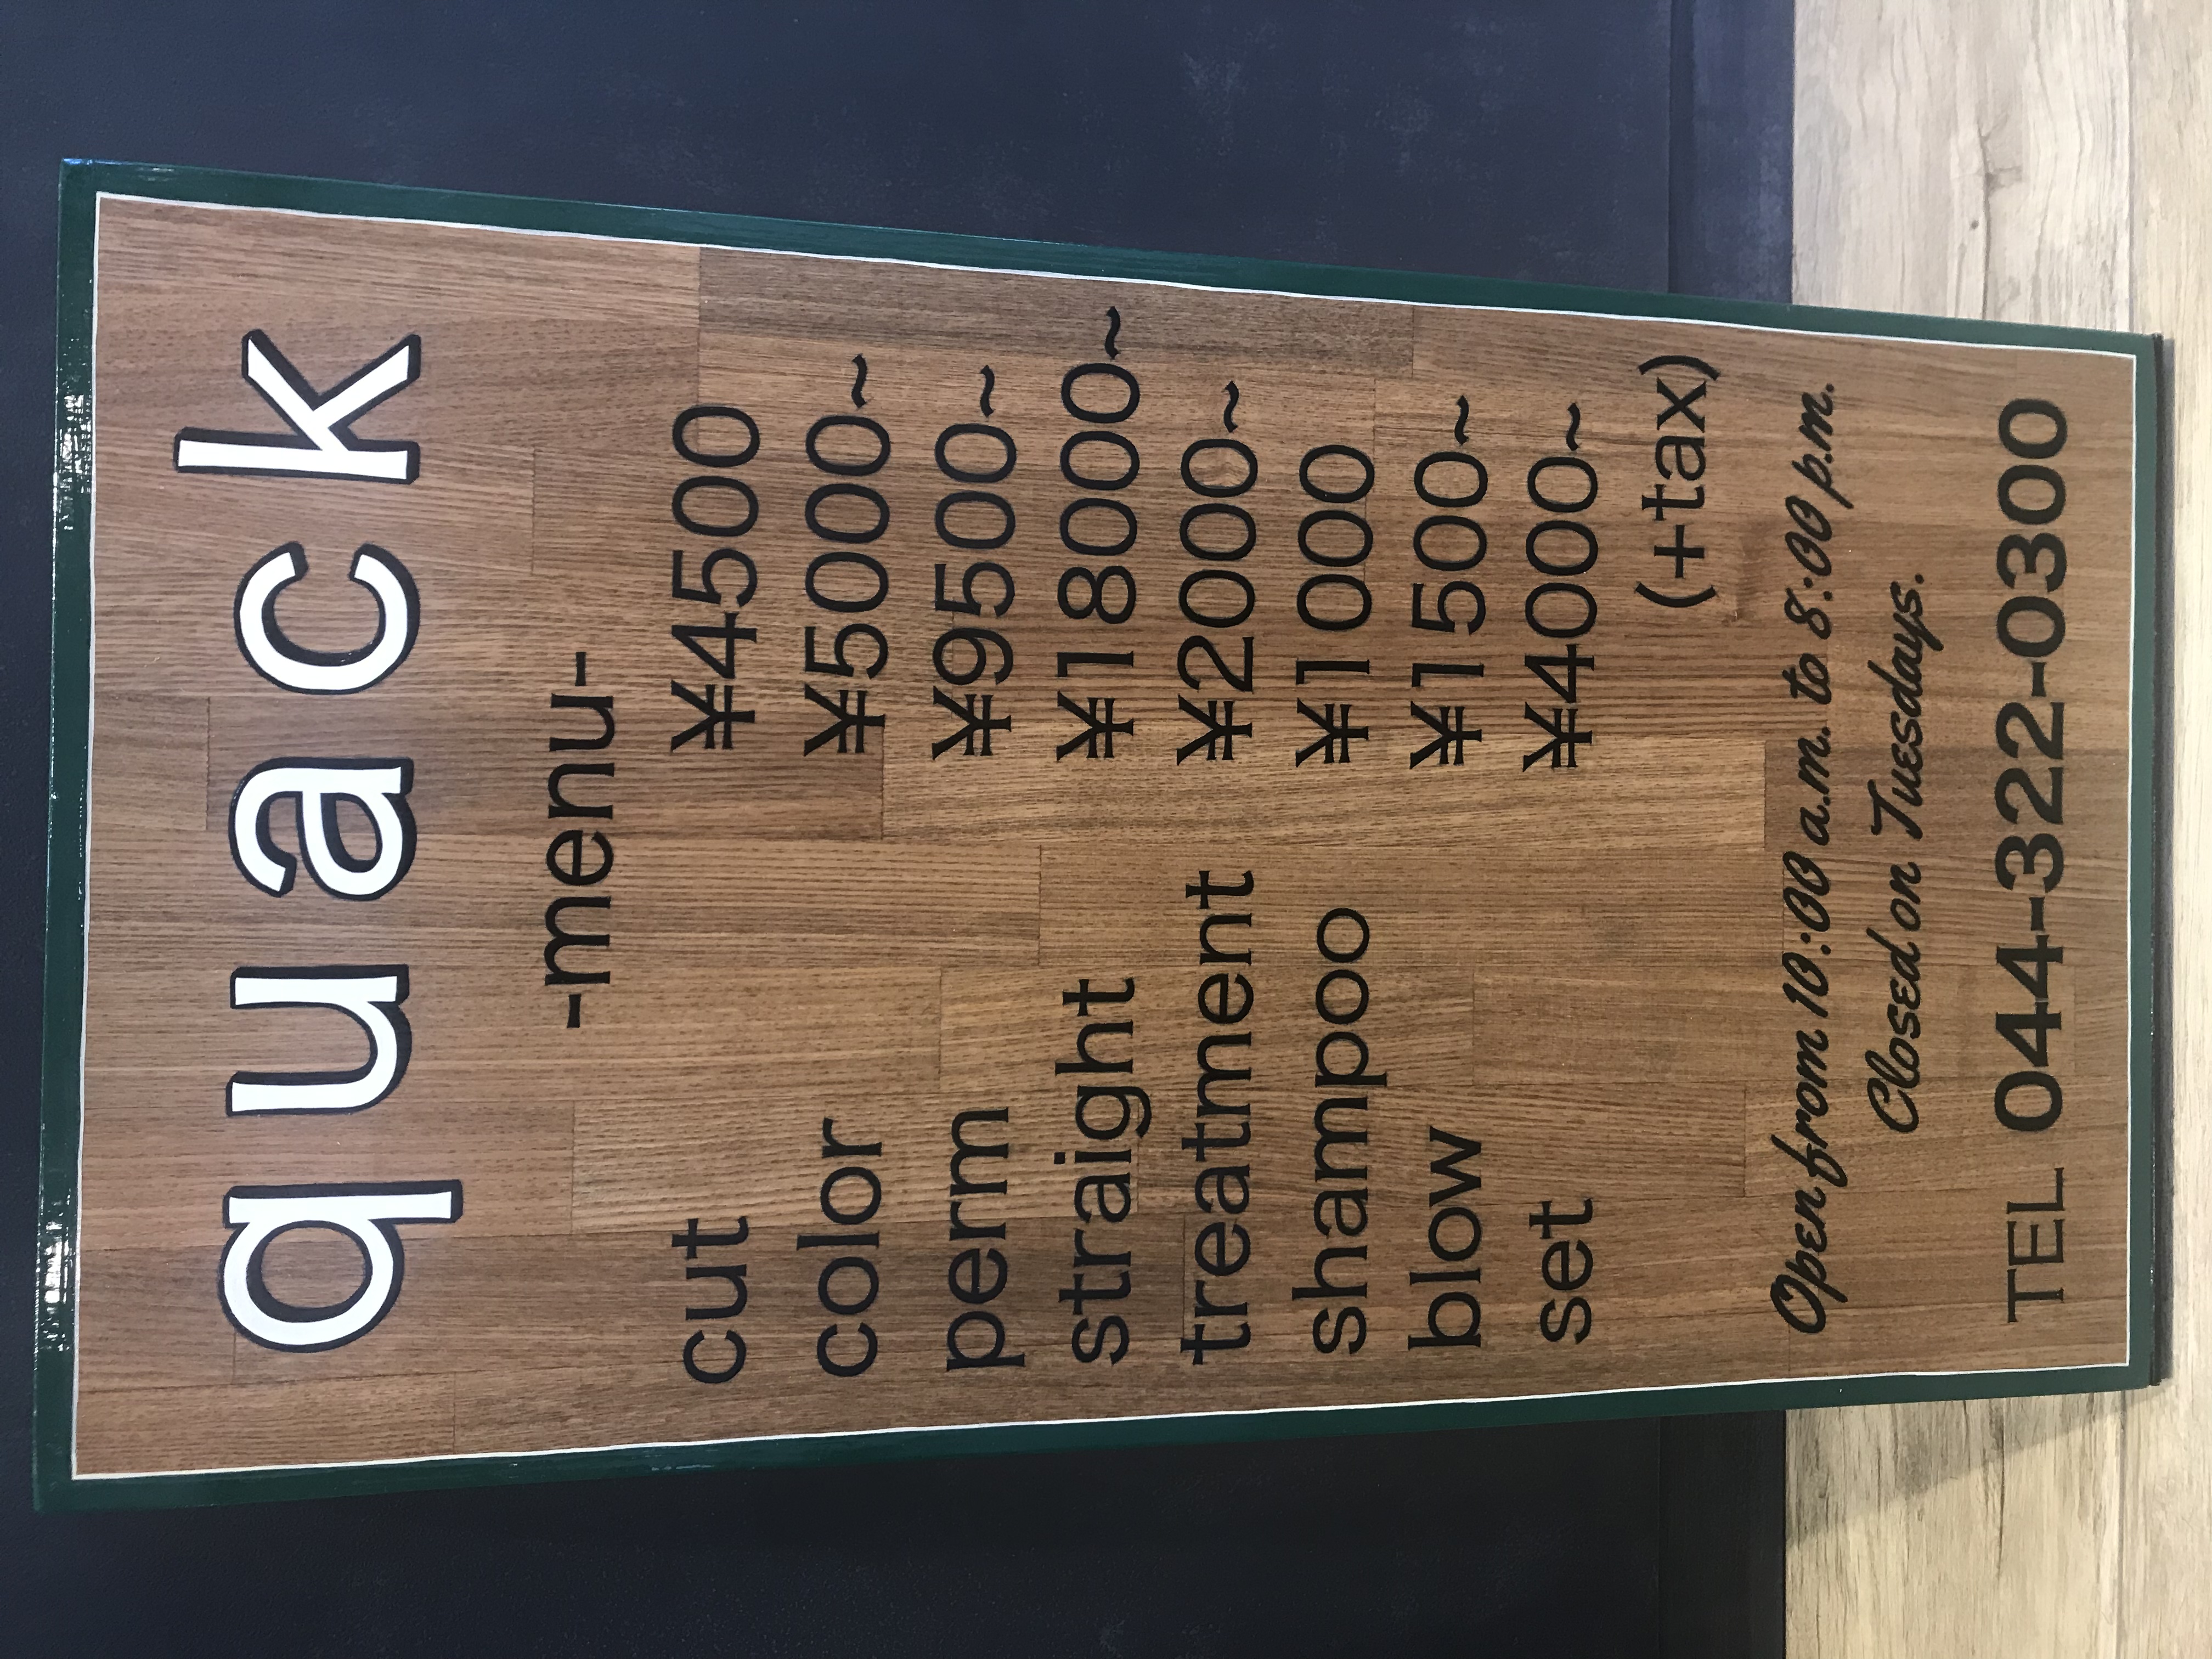 quack
-menu-
cut ¥4500
color ¥5000~
perm ¥9500~
straight ¥18000~
treatment ¥2000~
shampoo ¥1000
blow ¥1500~
set ¥4000~
(+tax)
Open from 10:00 a.m. to 8:00 p.m.
Closed on Tuesdays.
TEL 044-322-0300